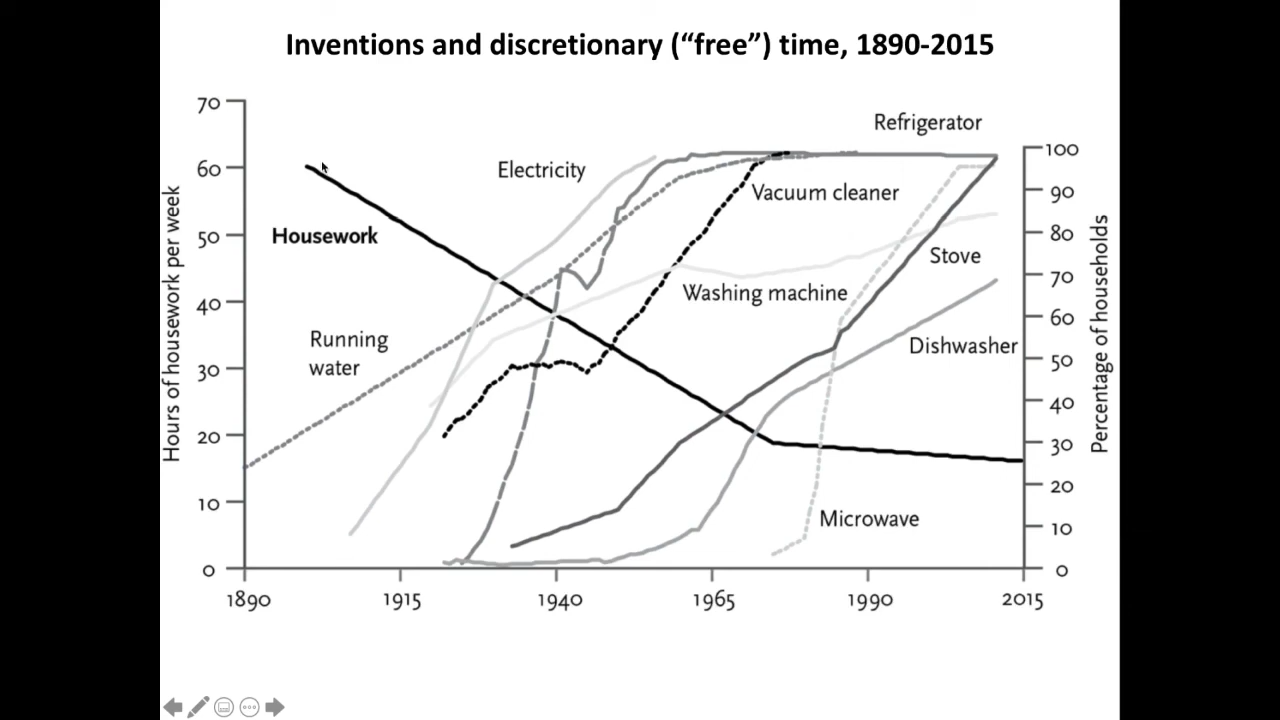 Inventions and discretionary (“free”) time, 1890-2015
70
60
50
40
30
20
10
0
Hours of housework per week
100
90
80
70
60
50
40
30
20
10
0
Percentage of households
Refrigerator
Electricity
Vacuum cleaner
Housework
Stove
Washing machine
Running
water
Dishwasher
Microwave
1890
1915
1940
1965
1990
2015